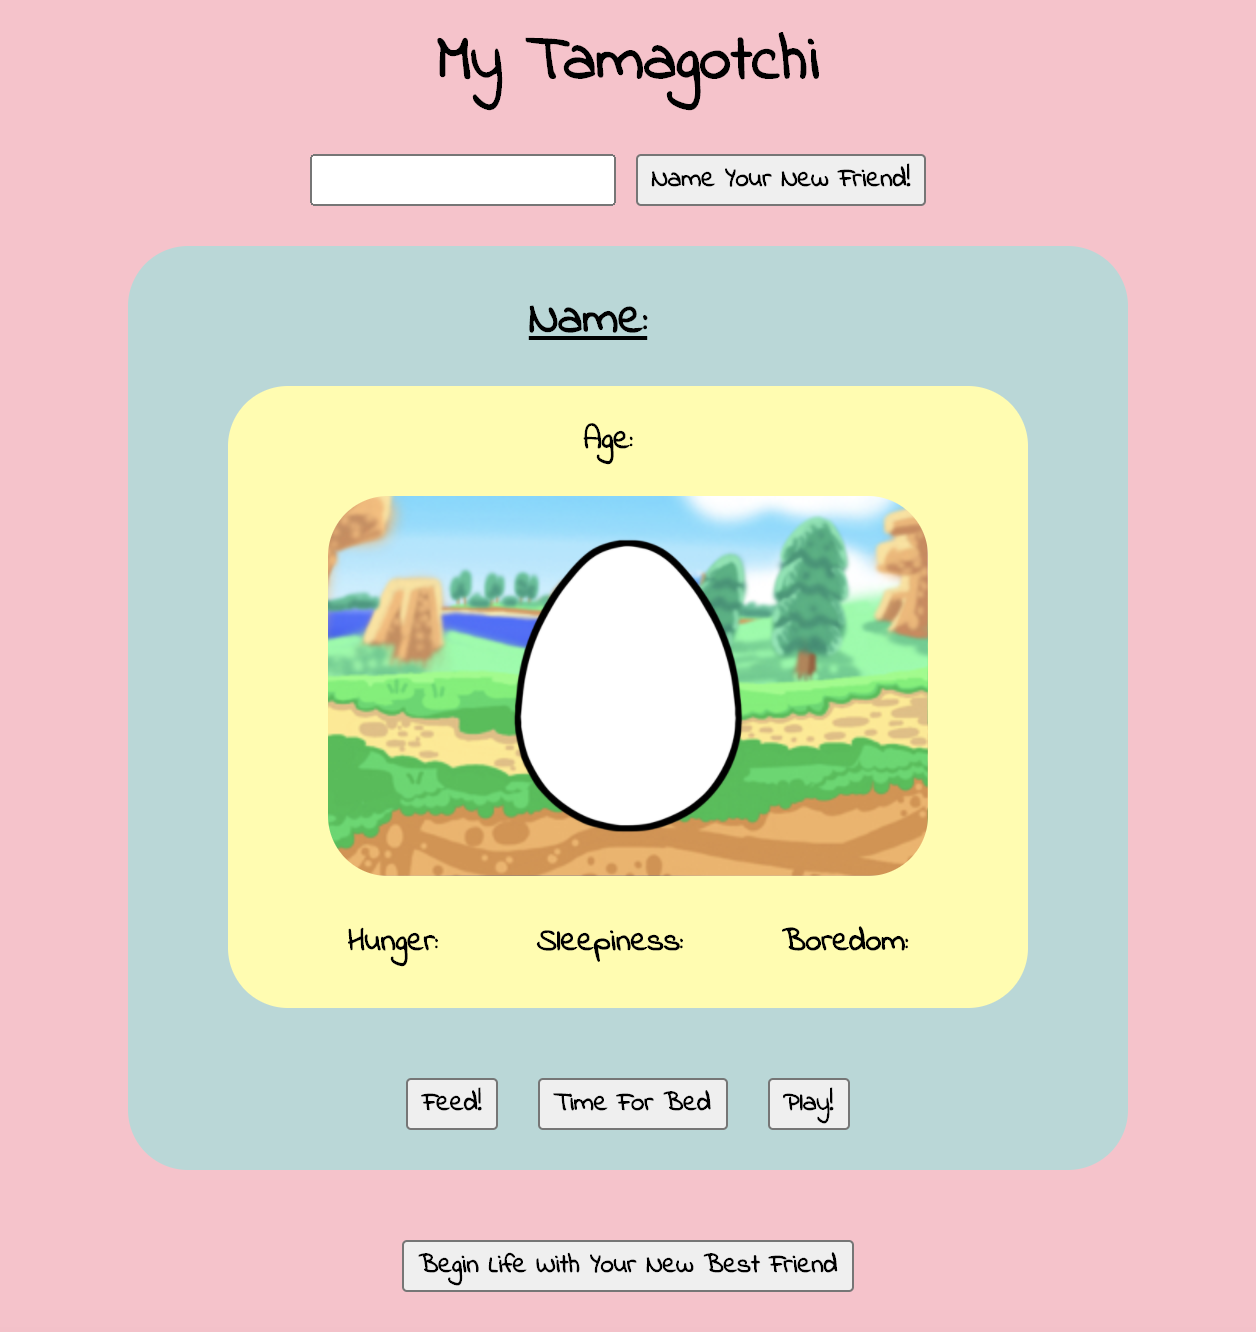 My Tamagotchi
Name Your New Friend!
Name:
Age:
Hunger: Sleepiness: Boredom:
Feed! Time For Bed Play!
Begin Life With Your New Best Friend